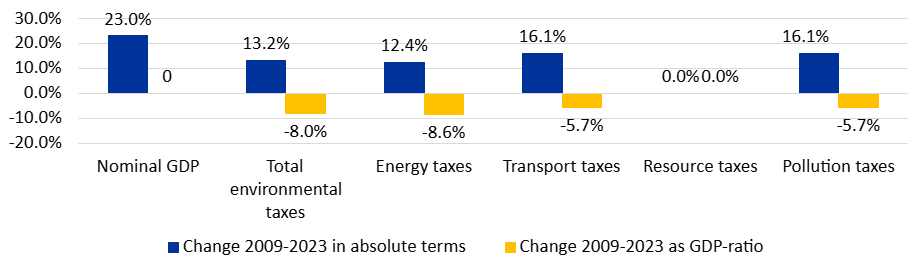 30.0%
20.0%
10.0%
0.0%
-10.0%
-20.0%
23.0%
0
13.2%
-8.0%
12.4%
-8.6%
16.1%
-5.7%
0.0% 0.0%
16.1%
-5.7%
Nominal GDP
Total
environmental
taxes
Energy taxes
Transport taxes
Resource taxes
Pollution taxes
Change 2009-2023 in absolute terms
Change 2009-2023 as GDP-ratio